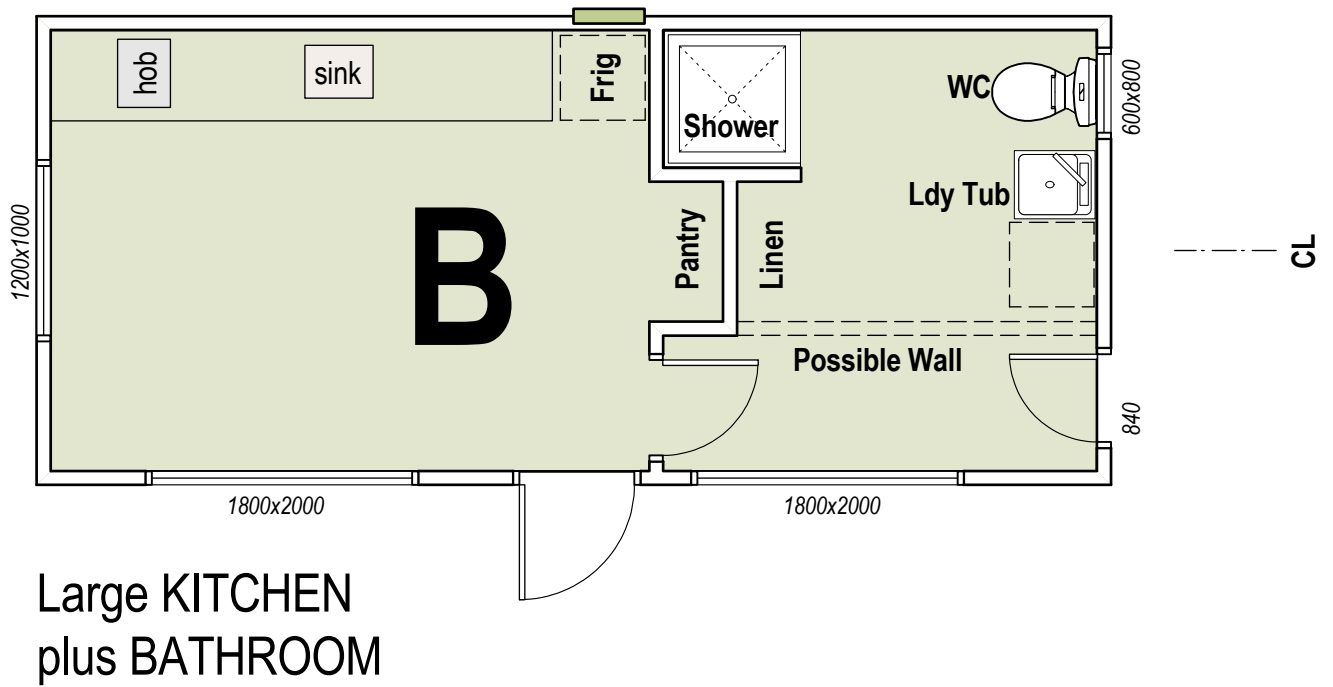 hob
sink
Frig
Shower
WC
600x800
Ldy Tub
1200x1000
B
Pantry
Linen
CL
Possible Wall
840
1800x2000
1800x2000
Large KITCHEN
plus BATHROOM